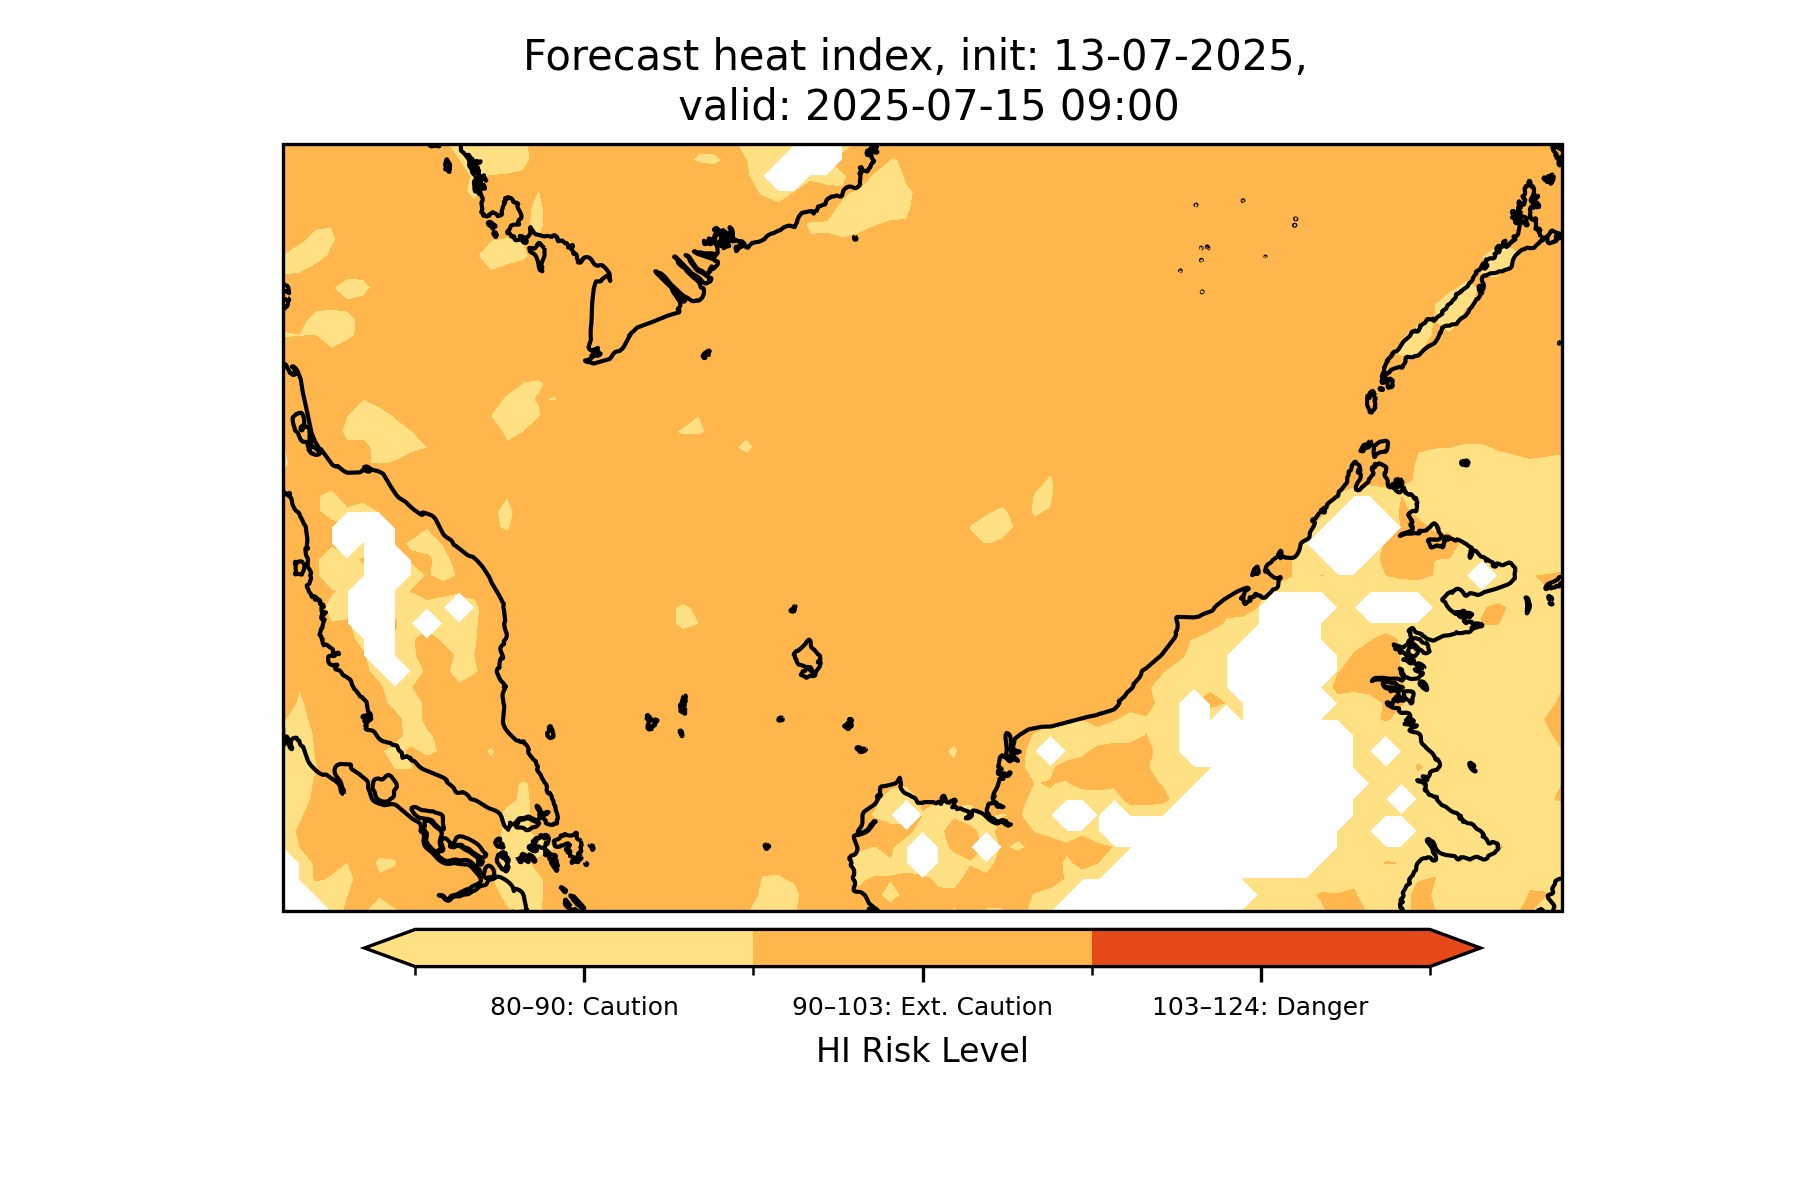 Forecast heat index, init: 13-07-2025,
valid: 2025-07-15 09:00
80–90: Caution
90–103: Ext. Caution
103–124: Danger
HI Risk Level